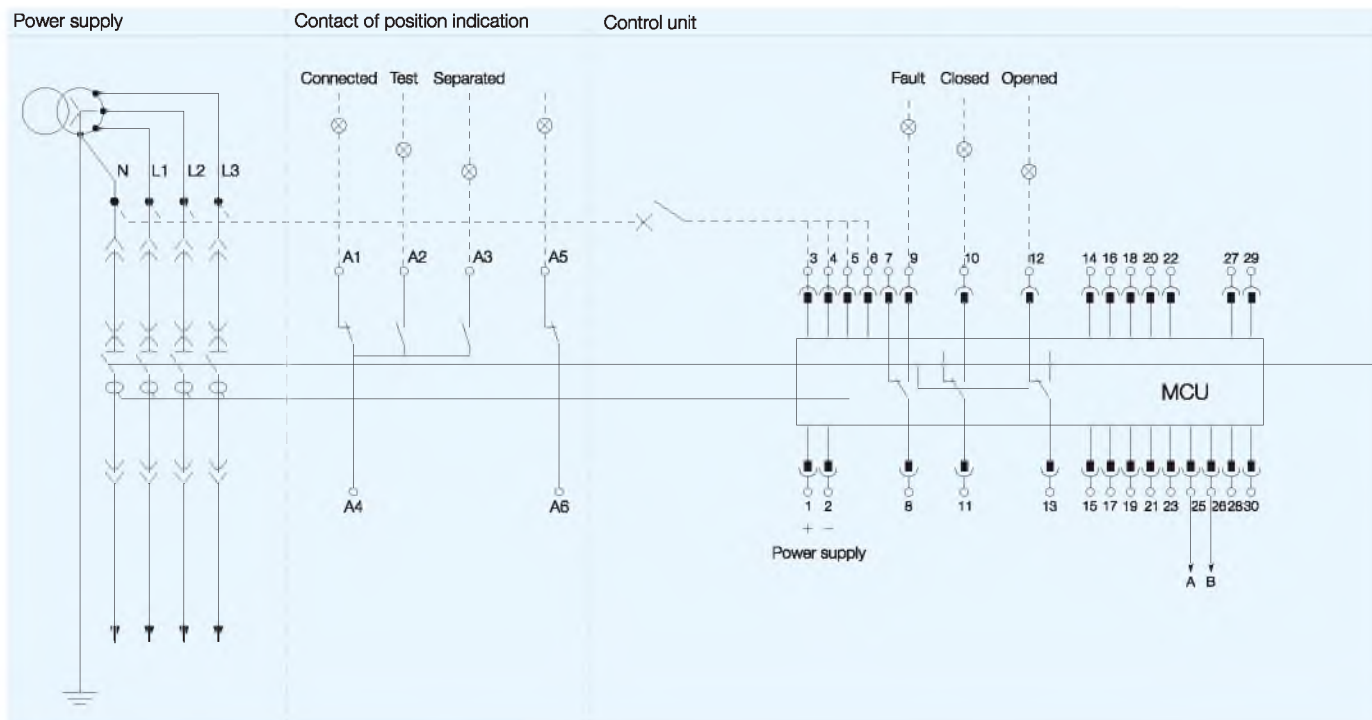 Power supply Contact of position indication Control unit
Connected Test Separated Fault Closed Opened
N L1 L2 L3
A1 A2 A3 A5 3 4 5 6 7 9 10 12 14 16 18 20 22 27 29
MCU
A4 A6 1 2 8 11 13 15 17 19 21 23 25 26 28 30
+ −
Power supply
A B